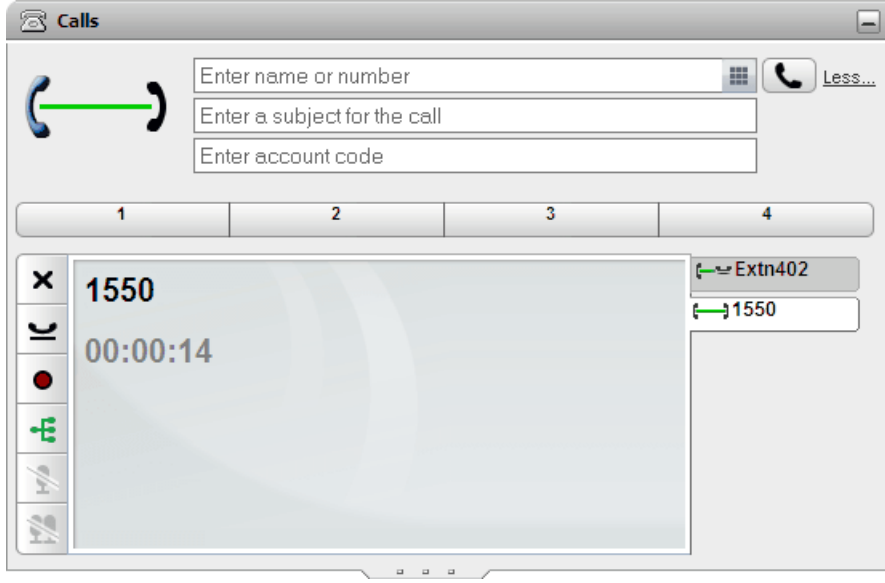 Calls
Enter name or number
Less...
Enter a subject for the call
Enter account code
1 2 3 4
Extn402
1550
1550
00:00:14